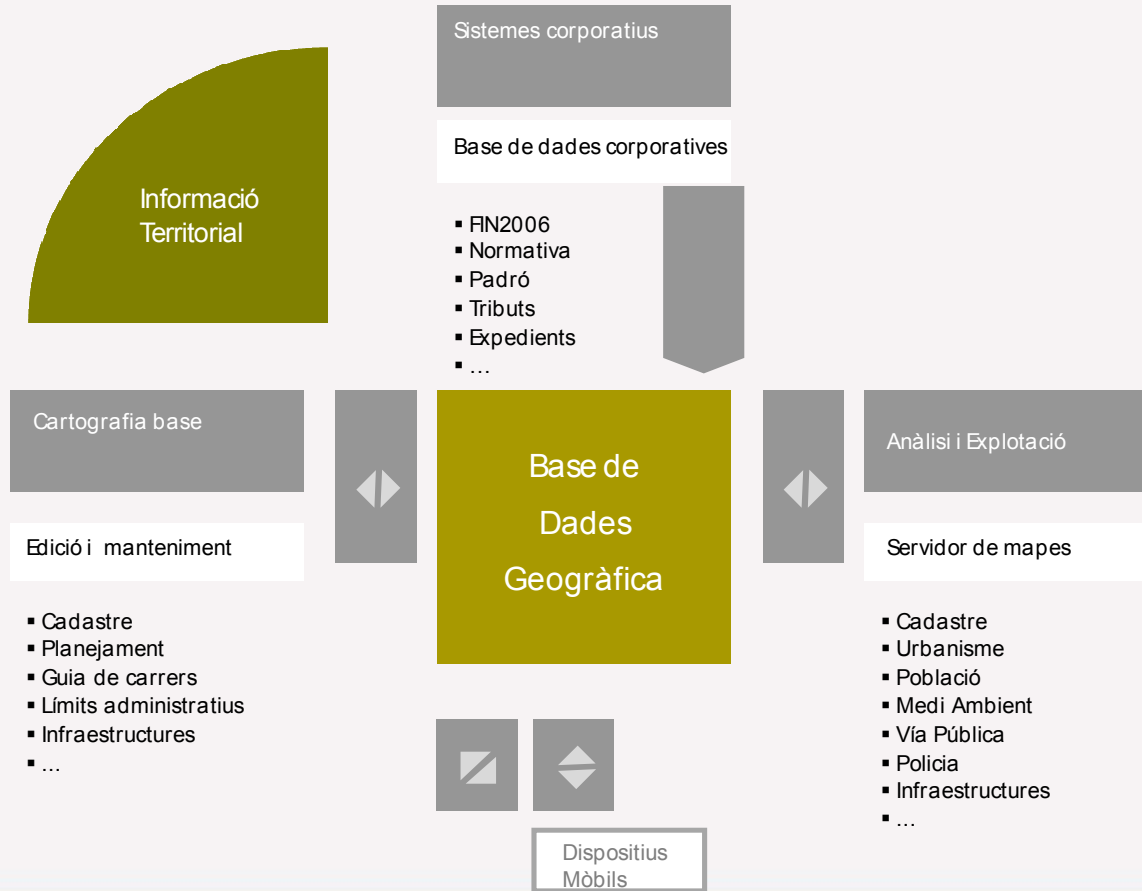 Sistemes corporatius
Base de dades corporatives
▪ FIN2006
▪ Normativa
▪ Padró
▪ Tributs
▪ Expedients
▪ ...
Informació
Territorial
Cartografia base
Edició i manteniment
▪ Cadastre
▪ Planejament
▪ Guia de carrers
▪ Límits administratius
▪ Infraestructures
▪ ...
Base de
Dades
Geogràfica
Anàlisi i Explotació
Servidor de mapes
▪ Cadastre
▪ Urbanisme
▪ Població
▪ Medi Ambient
▪ Vía Pública
▪ Policia
▪ Infraestructures
▪ ...
Dispositius
Mòbils